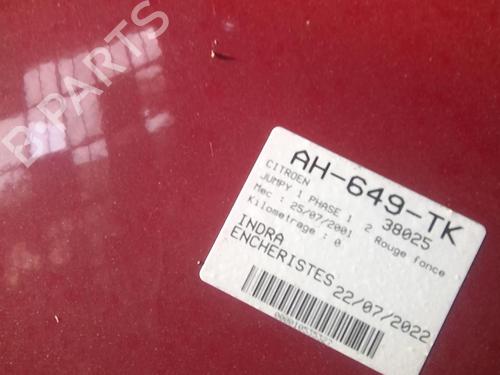 AH-649-TK
CITROEN
38025
JUMPY 1 PHASE 1 2 Rouge fonce
Mec : 25/07/2001
Kilometrage : 0
INDRA
ENCHERISTES
22/07/2022
B-PARTS